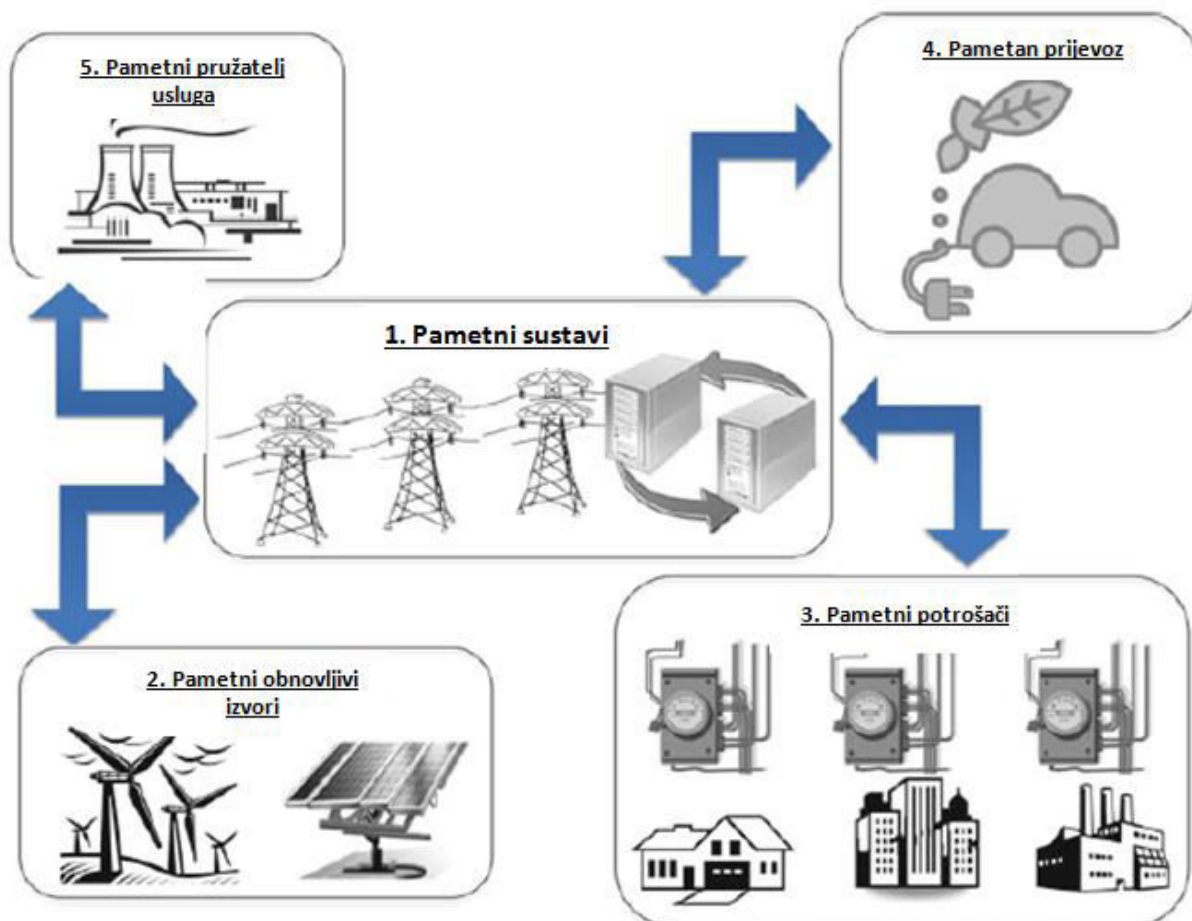 5. Pametni pružatelj
usluga
4. Pametan prijevoz
1. Pametni sustavi
3. Pametni potrošači
2. Pametni obnovljivi
izvori